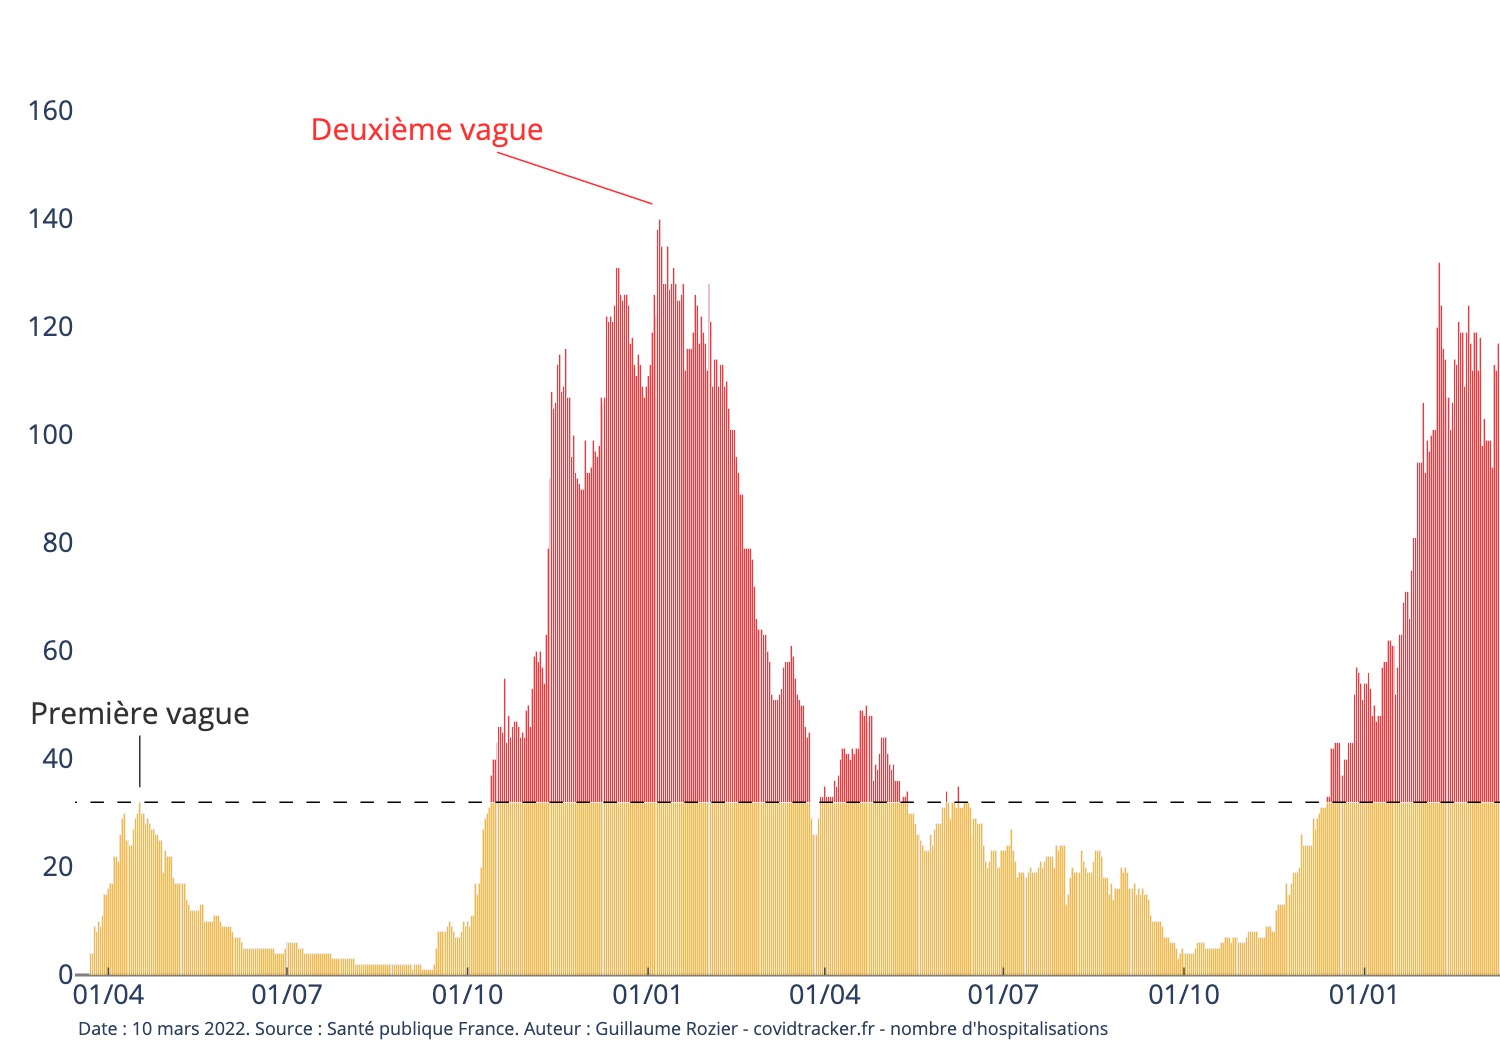 160
Deuxième vague
140
120
100
80
60
Première vague
40
20
0
01/04 01/07 01/10 01/01 01/04 01/07 01/10 01/01
Date : 10 mars 2022. Source : Santé publique France. Auteur : Guillaume Rozier - covidtracker.fr - nombre d'hospitalisations